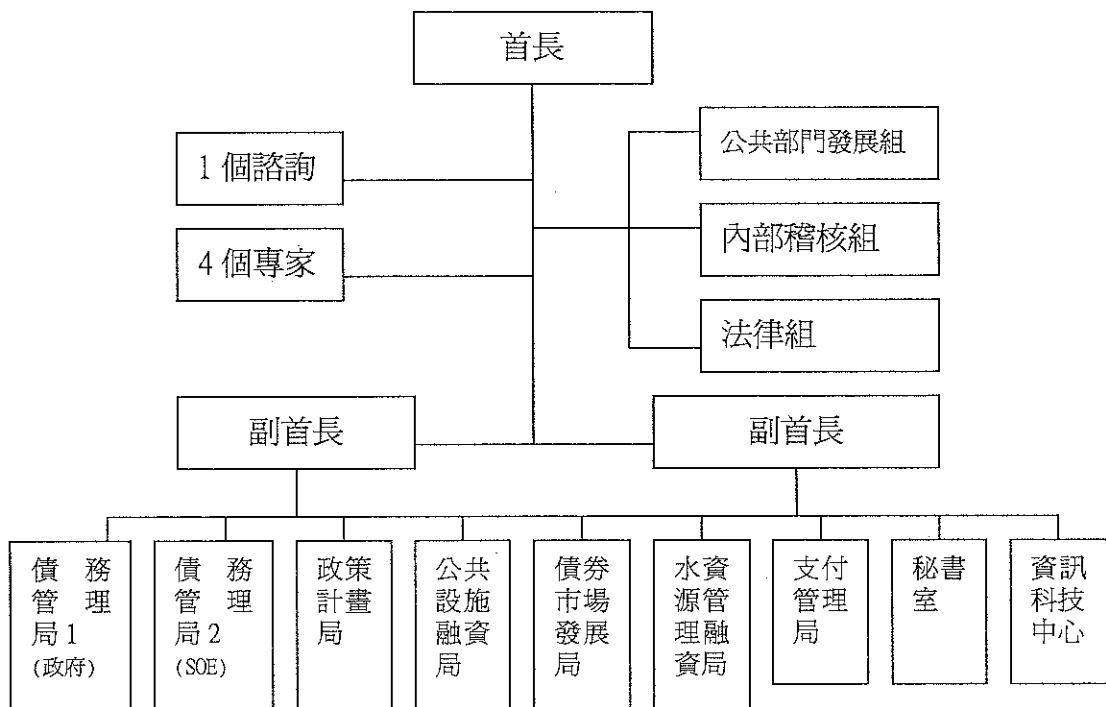 首長
1 個諮詢
4 個專家
公共部門發展組
內部稽核組
法律組
副首長
副首長
債務
管理
局1
(政府)
債務
管理
局2
(SOE)
政策
計畫
局
公共
設施
融資
局
債券
市場
發展
局
水資
源管
理融
資局
支付
管理
局
秘書
室
資訊
科技
中心